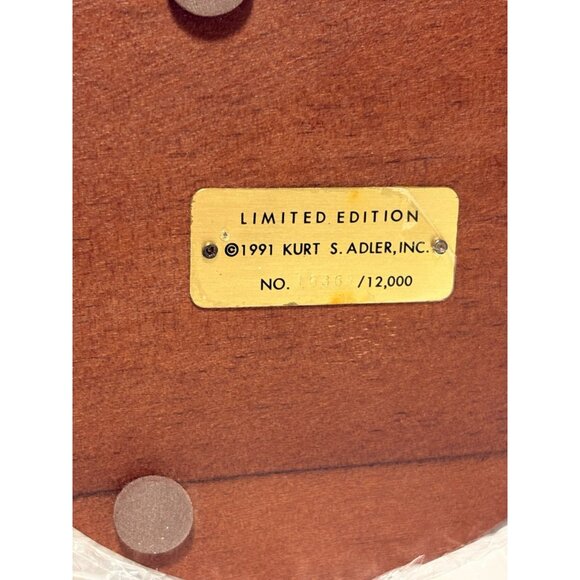 LIMITED EDITION
©1991 KURT S. ADLER, INC.
NO. /12,000